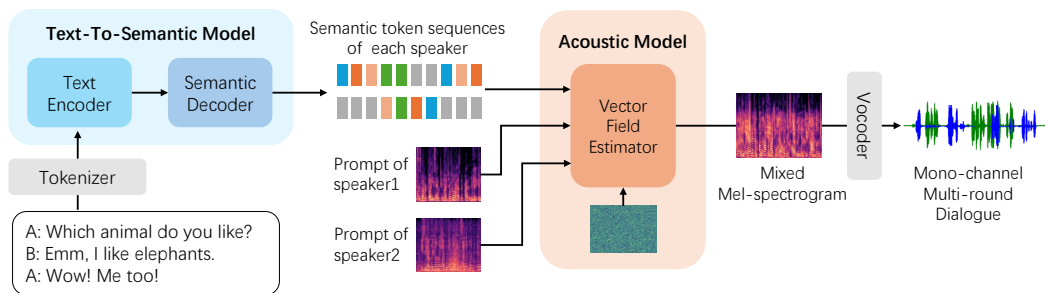 Text-To-Semantic Model
Text
Encoder
Semantic
Decoder
Tokenizer
A: Which animal do you like?
B: Emm, I like elephants.
A: Wow! Me too!
Semantic token sequences
of each speaker
Prompt of
speaker1
Prompt of
speaker2
Acoustic Model
Vector
Field
Estimator
Mixed
Mel-spectrogram
Vocoder
Mono-channel
Multi-round
Dialogue